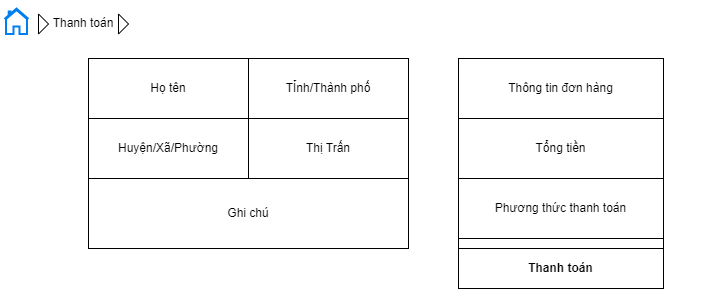 Thanh toán
Họ tên
Tỉnh/Thành phố
Huyện/Xã/Phường
Thị Trấn
Ghi chú
Thông tin đơn hàng
Tổng tiền
Phương thức thanh toán
Thanh toán